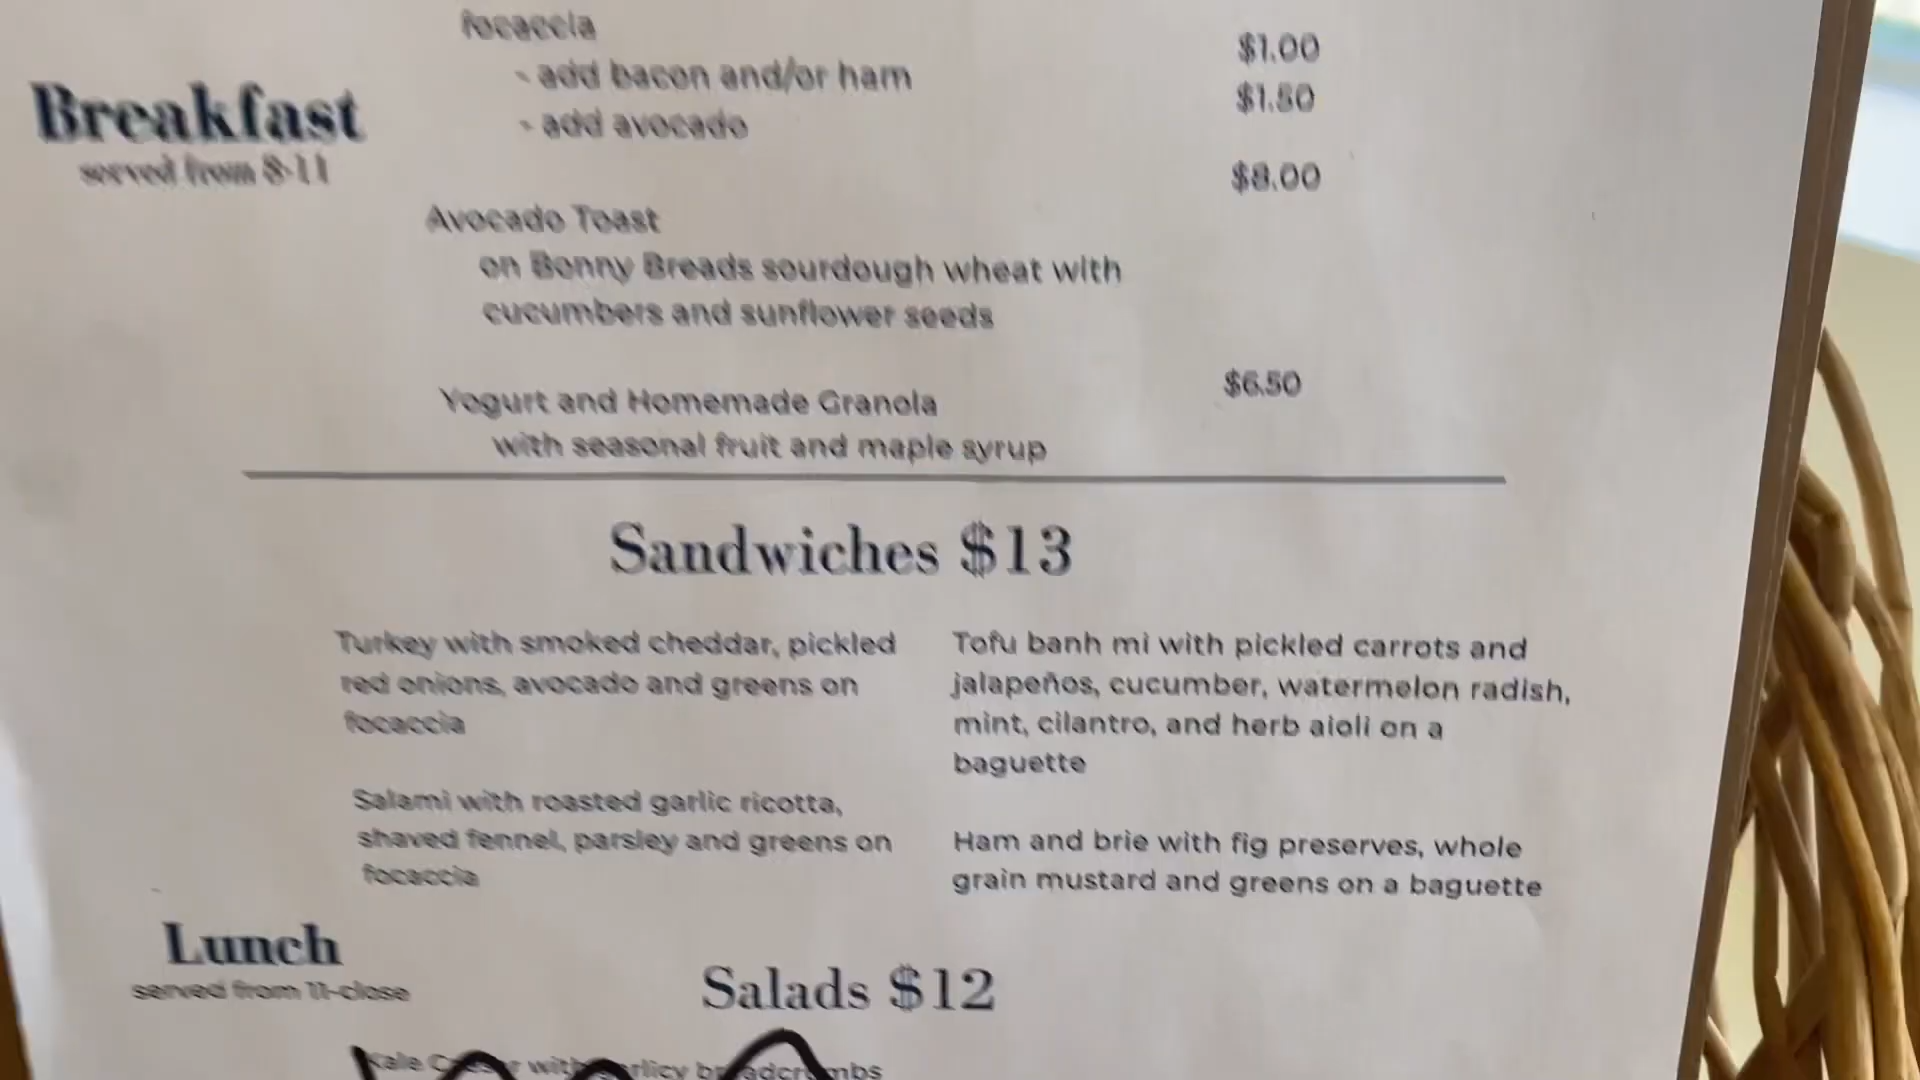 focaccia
- add bacon and/or ham $1.00
- add avocado $1.50
Breakfast
served from 8-11
Avocado Toast $8.00
on Bonny Breads sourdough wheat with
cucumbers and sunflower seeds
Yogurt and Homemade Granola $6.50
with seasonal fruit and maple syrup
Sandwiches $13
Turkey with smoked cheddar, pickled
red onions, avocado and greens on
focaccia
Salami with roasted garlic ricotta,
shaved fennel, parsley and greens on
focaccia
Tofu banh mi with pickled carrots and
jalapeños, cucumber, watermelon radish,
mint, cilantro, and herb aioli on a
baguette
Ham and brie with fig preserves, whole
grain mustard and greens on a baguette
Lunch
served from 11-close
Salads $12
Kale with breadcrumbs